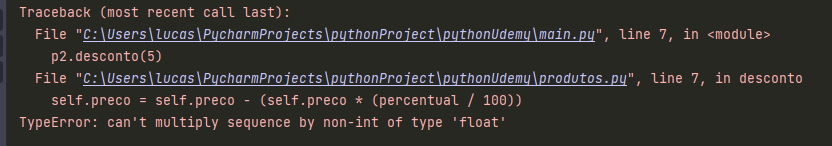 Traceback (most recent call last):
File "C:\Users\lucas\PycharmProjects\pythonProject\pythonUdemy\main.py", line 7, in <module>
p2.desconto(5)
File "C:\Users\lucas\PycharmProjects\pythonProject\pythonUdemy\produtos.py", line 7, in desconto
self.preco = self.preco - (self.preco * (percentual / 100))
TypeError: can't multiply sequence by non-int of type 'float'